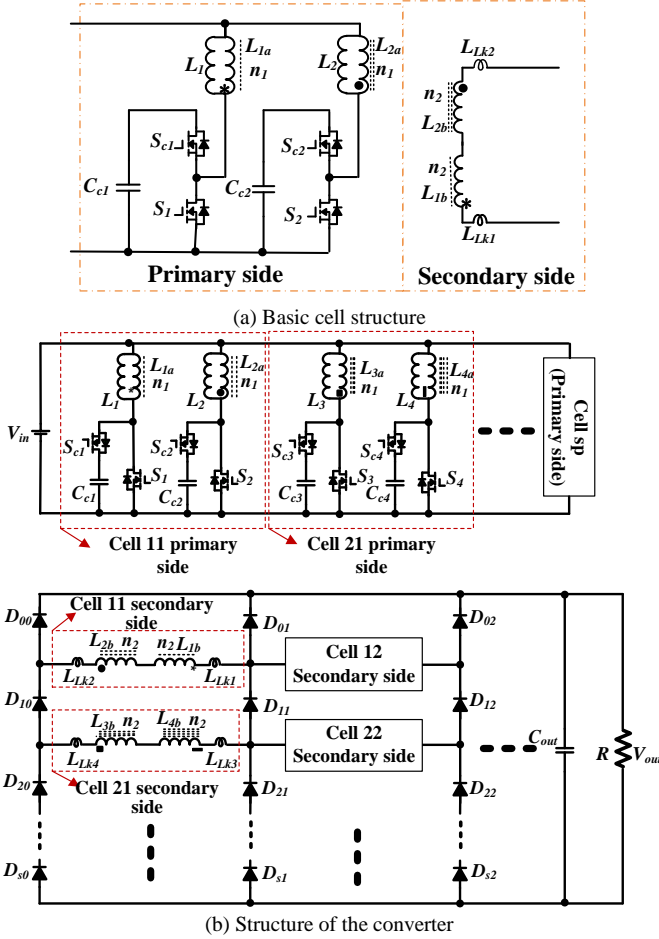 L1 L1a n1
L2 L2a n1
Sc1
Cc1
S1
Sc2
Cc2
S2
Primary side
LLk2
n2
L2b
n2
L1b
LLk1
Secondary side
(a) Basic cell structure
Vin
L1a
n1
L1
Sc1
S1
Cc1
L2a
n1
L2
Sc2
S2
Cc2
L3a
n1
L3
Sc3
S3
Cc3
L4a
n1
L4
Sc4
S4
Cc4
Cell sp
(Primary side)
Cell 11 primary
side
Cell 21 primary
side
D00
Cell 11 secondary
side
L2b n2 n2 L1b
LLk2 LLk1
D01
Cell 12
Secondary side
D02
D10
D11
D12
L3b n2 L4b n2
LLk4 LLk3
Cell 22
Secondary side
Cout
R
Vout
D20
Cell 21 secondary
side
D21
D22
Ds0
Ds1
Ds2
(b) Structure of the converter